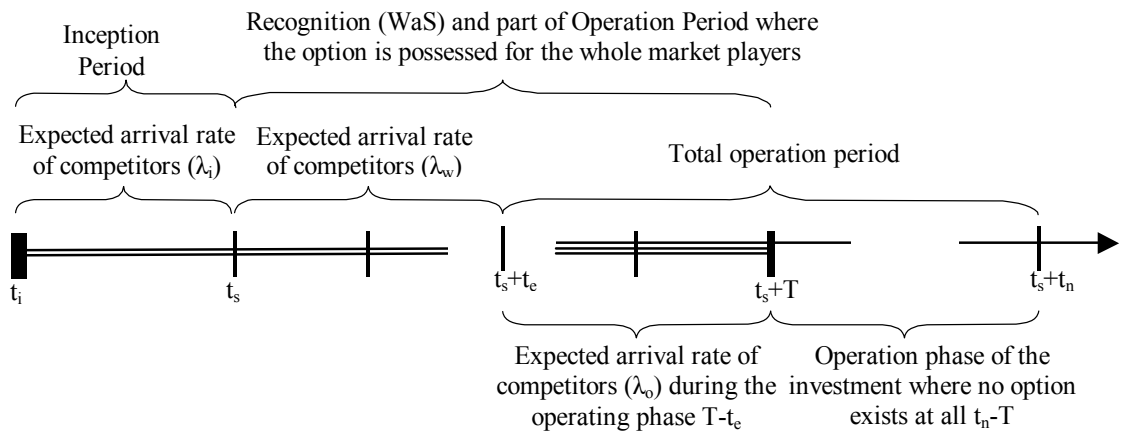 Inception
Period
Recognition (WaS) and part of Operation Period where
the option is possessed for the whole market players
Expected arrival rate
of competitors (λi)
Expected arrival rate
of competitors (λw)
Total operation period
ti
ts
ts+te
ts+T
ts+tn
Expected arrival rate of
competitors (λo) during the
operating phase T-te
Operation phase of the
investment where no option
exists at all tn-T